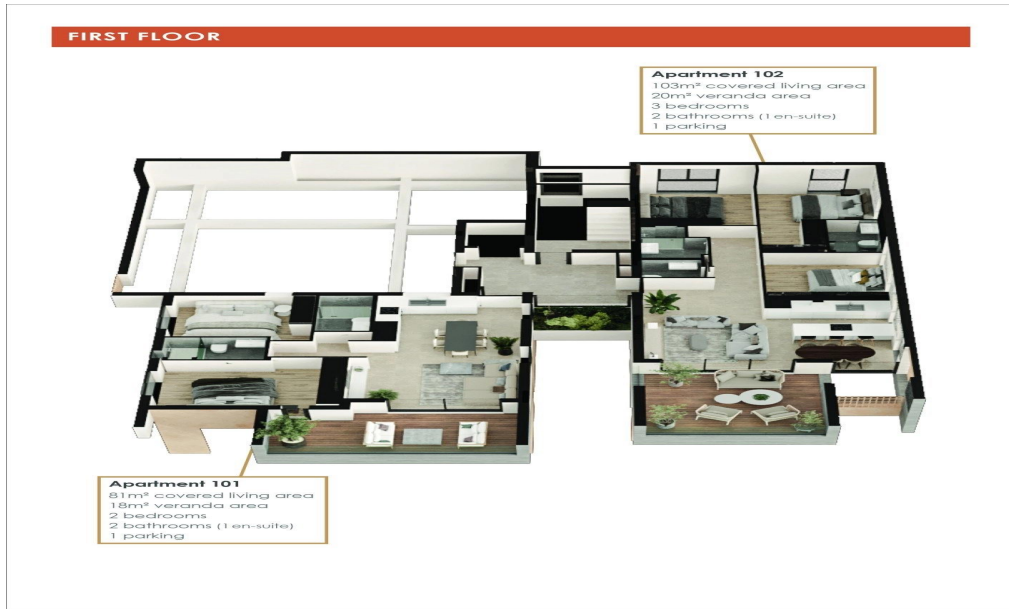 FIRST FLOOR
Apartment 102
103m² covered living area
20m² veranda area
3 bedrooms
2 bathrooms (1 en-suite)
1 parking
Apartment 101
81m² covered living area
18m² veranda area
2 bedrooms
2 bathrooms (1 en-suite)
1 parking